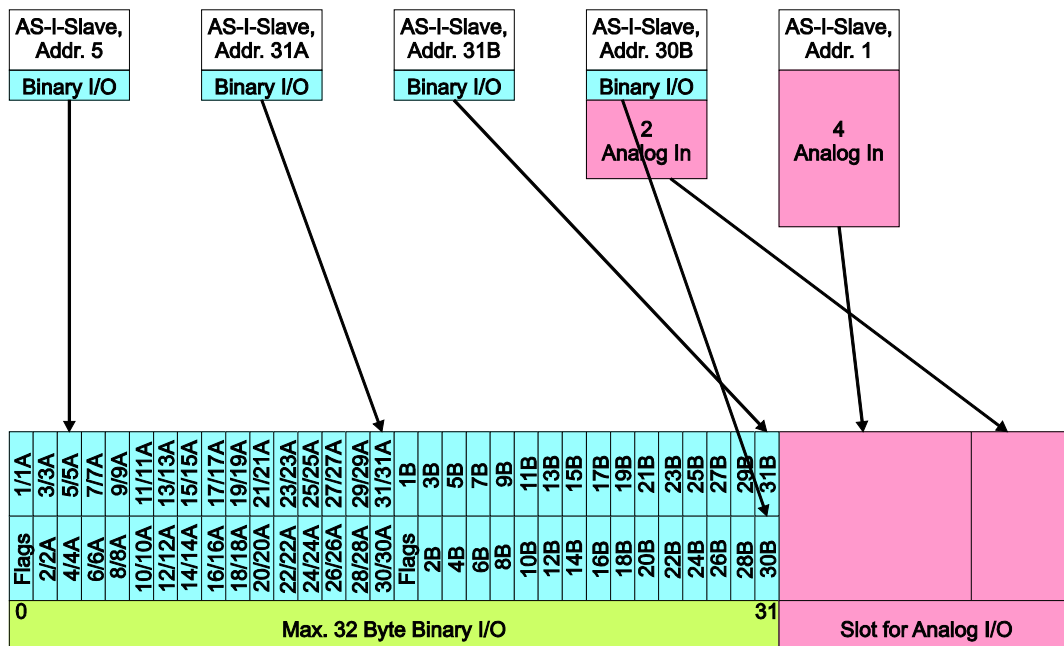 AS-I-Slave,
Addr. 5
Binary I/O
AS-I-Slave,
Addr. 31A
Binary I/O
AS-I-Slave,
Addr. 31B
Binary I/O
AS-I-Slave,
Addr. 30B
Binary I/O
2
Analog In
AS-I-Slave,
Addr. 1
4
Analog In
1/1A
3/3A
5/5A
7/7A
9/9A
11/11A
13/13A
15/15A
17/17A
19/19A
21/21A
23/23A
25/25A
27/27A
29/29A
31/31A
1B
3B
5B
7B
9B
11B
13B
15B
17B
19B
21B
23B
25B
27B
29B
31B
Flags
2/2A
4/4A
6/6A
8/8A
10/10A
12/12A
14/14A
16/16A
18/18A
20/20A
22/22A
24/24A
26/26A
28/28A
30/30A
Flags
2B
4B
6B
8B
10B
12B
14B
16B
18B
20B
22B
24B
26B
28B
30B
0
31
Max. 32 Byte Binary I/O
Slot for Analog I/O